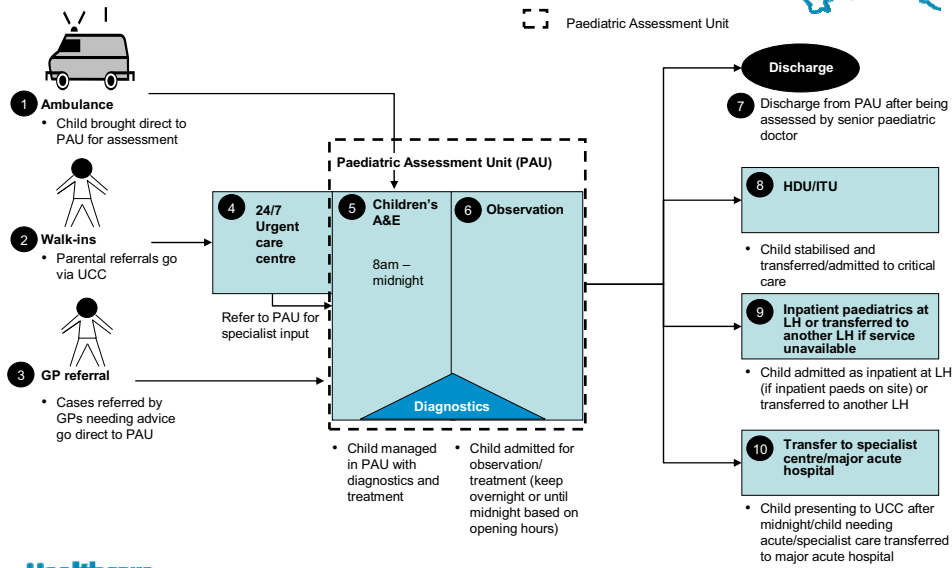 Paediatric Assessment Unit
1 Ambulance
• Child brought direct to
PAU for assessment
2 Walk-ins
• Parental referrals go
via UCC
3 GP referral
• Cases referred by
GPs needing advice
go direct to PAU
4 24/7
Urgent
care
centre
Refer to PAU for
specialist input
Paediatric Assessment Unit (PAU)
5 Children's
A&E
8am –
midnight
6 Observation
Diagnostics
• Child managed
in PAU with
diagnostics and
treatment
• Child admitted for
observation/
treatment (keep
overnight or until
midnight based on
opening hours)
Discharge
7 Discharge from PAU after being
assessed by senior paediatric
doctor
8 HDU/ITU
• Child stabilised and
transferred/admitted to critical
care
9 Inpatient paediatrics at
LH or transferred to
another LH if service
unavailable
• Child admitted as inpatient at LH
(if inpatient paeds on site) or
transferred to another LH
10 Transfer to specialist
centre/major acute
hospital
• Child presenting to UCC after
midnight/child needing
acute/specialist care transferred
to major acute hospital